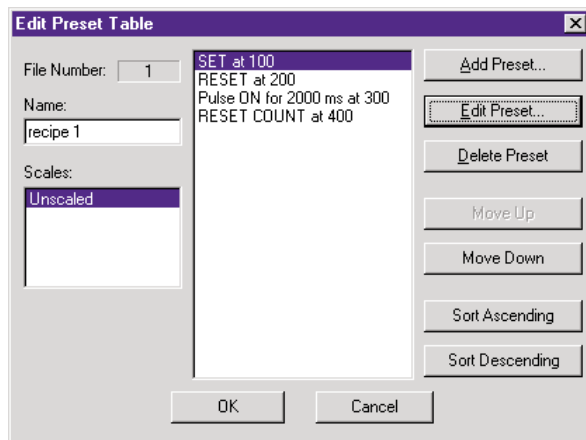 Edit Preset Table
File Number: 1
Name:
recipe 1
Scales:
Unscaled
SET at 100
RESET at 200
Pulse ON for 2000 ms at 300
RESET COUNT at 400
Add Preset...
Edit Preset...
Delete Preset
Move Up
Move Down
Sort Ascending
Sort Descending
OK
Cancel